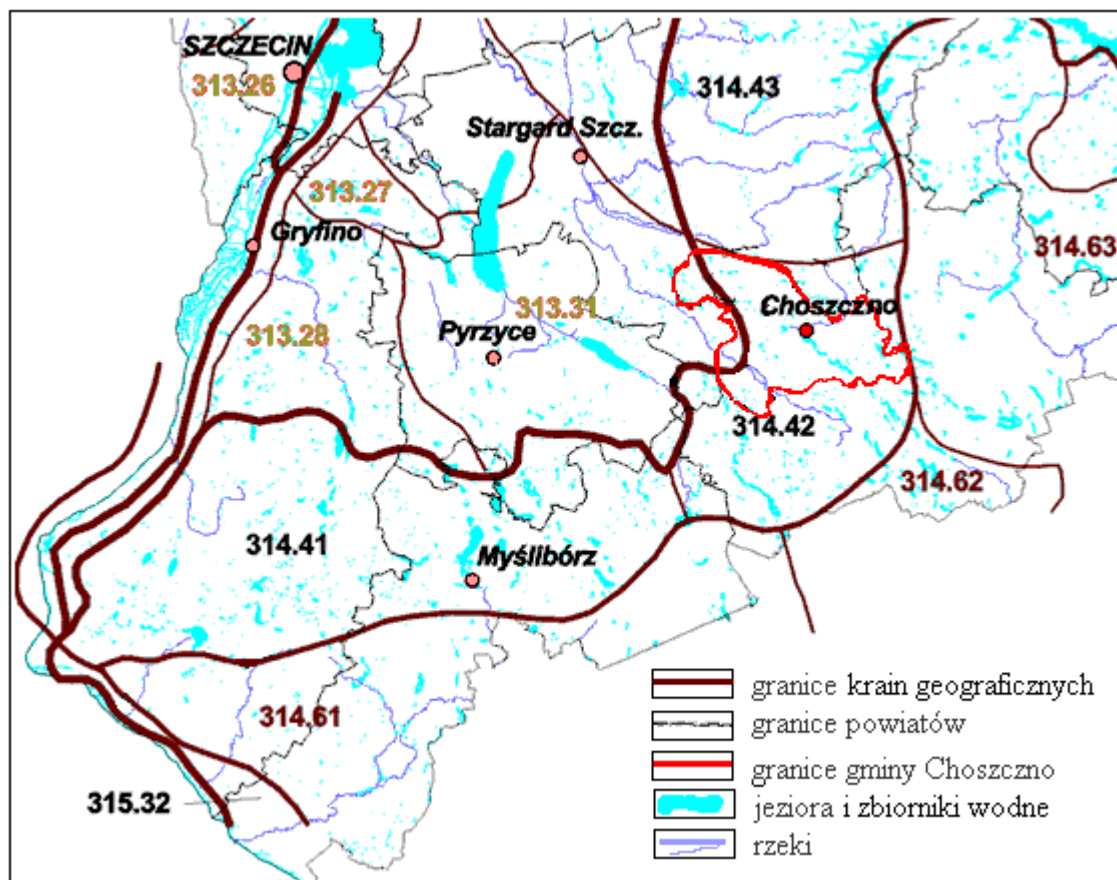 SZCZECIN
313.26
314.43
Stargard Szcz.
313.27
Gryfino
314.63
Choszczno
313.31
313.28
Pyrzyce
314.42
314.62
314.41
Myślibórz
granice krain geograficznych
314.61
granice powiatów
granice gminy Choszczno
315.32
jeziora i zbiorniki wodne
rzeki